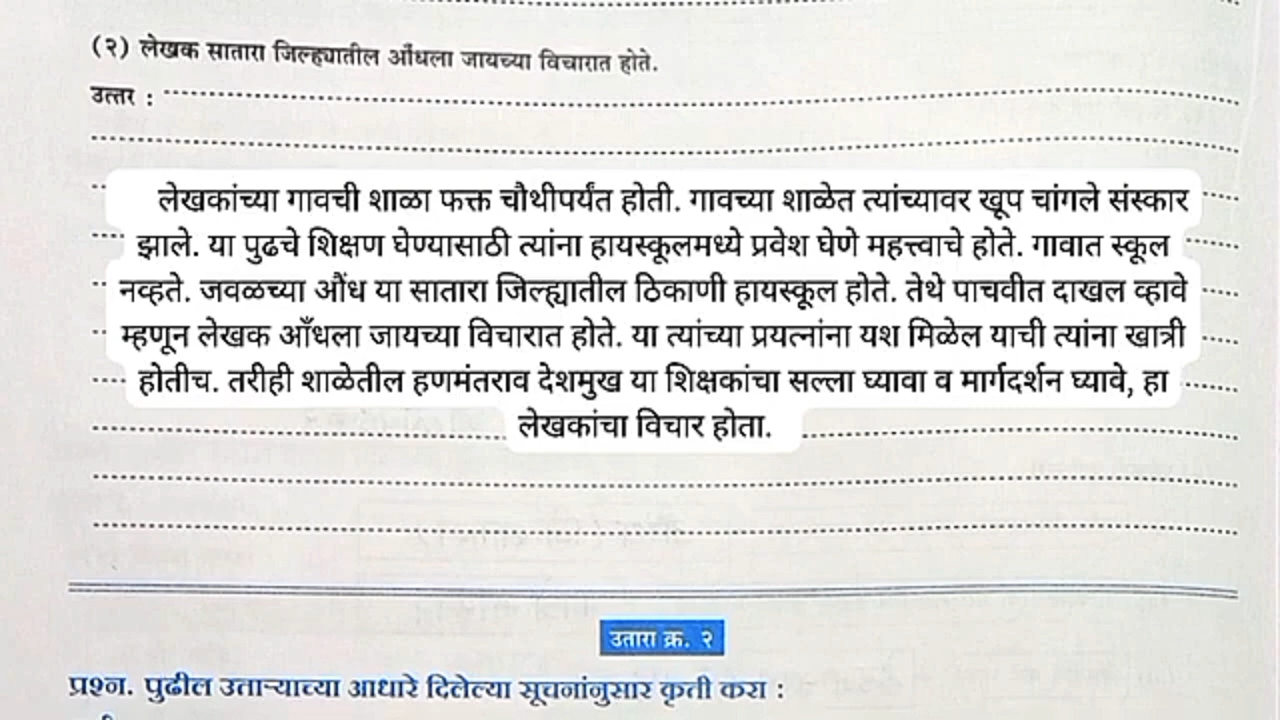 (२) लेखक सातारा जिल्ह्यातील औंधला जायच्या विचारात होते.
उत्तर :
लेखकांच्या गावची शाळा फक्त चौथीपर्यंत होती. गावच्या शाळेत त्यांच्यावर खूप चांगले संस्कार
झाले. या पुढचे शिक्षण घेण्यासाठी त्यांना हायस्कूलमध्ये प्रवेश घेणे महत्त्वाचे होते. गावात स्कूल
नव्हते. जवळच्या औंध या सातारा जिल्ह्यातील ठिकाणी हायस्कूल होते. तेथे पाचवीत दाखल व्हावे
म्हणून लेखक आँधला जायच्या विचारात होते. या त्यांच्या प्रयत्नांना यश मिळेल याची त्यांना खात्री
होतीच. तरीही शाळेतील हणमंतराव देशमुख या शिक्षकांचा सल्ला घ्यावा व मार्गदर्शन घ्यावे, हा
लेखकांचा विचार होता.
उतारा क्र. २
प्रश्न. पुढील उताऱ्याच्या आधारे दिलेल्या सूचनांनुसार कृती करा :